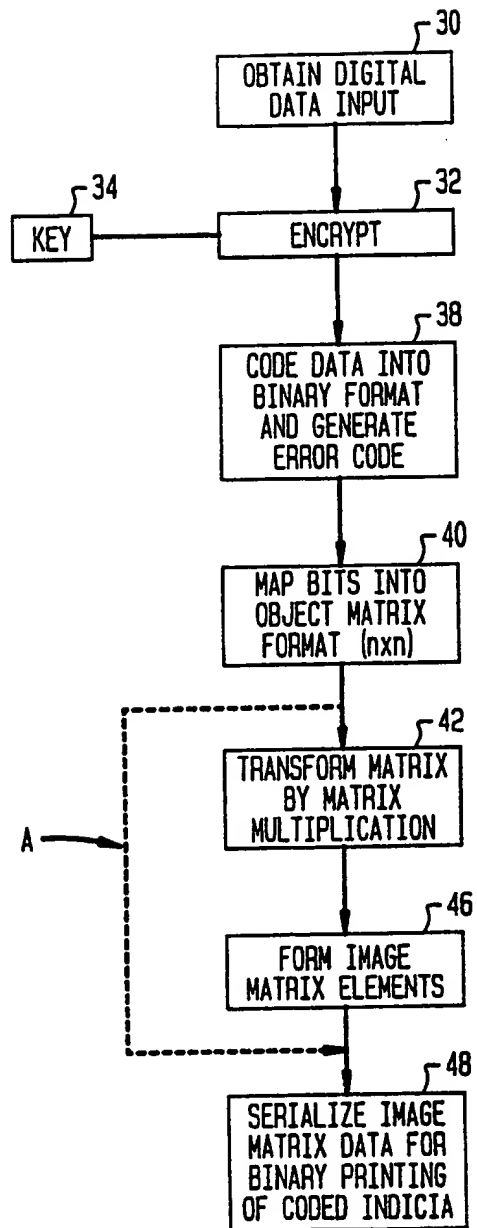 30
OBTAIN DIGITAL
DATA INPUT
34
32
KEY
ENCRYPT
38
CODE DATA INTO
BINARY FORMAT
AND GENERATE
ERROR CODE
40
MAP BITS INTO
OBJECT MATRIX
FORMAT (nxn)
42
TRANSFORM MATRIX
BY MATRIX
MULTIPLICATION
A
46
FORM IMAGE
MATRIX ELEMENTS
48
SERIALIZE IMAGE
MATRIX DATA FOR
BINARY PRINTING
OF CODED INDICIA